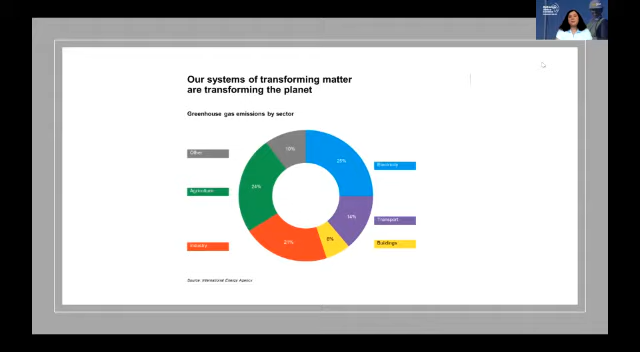 Our systems of transforming matter
are transforming the planet
Greenhouse gas emissions by sector
Other
10%
25%
Electricity
24%
Agriculture
14%
Transport
Industry
21%
6%
Buildings
Source: International Energy Agency